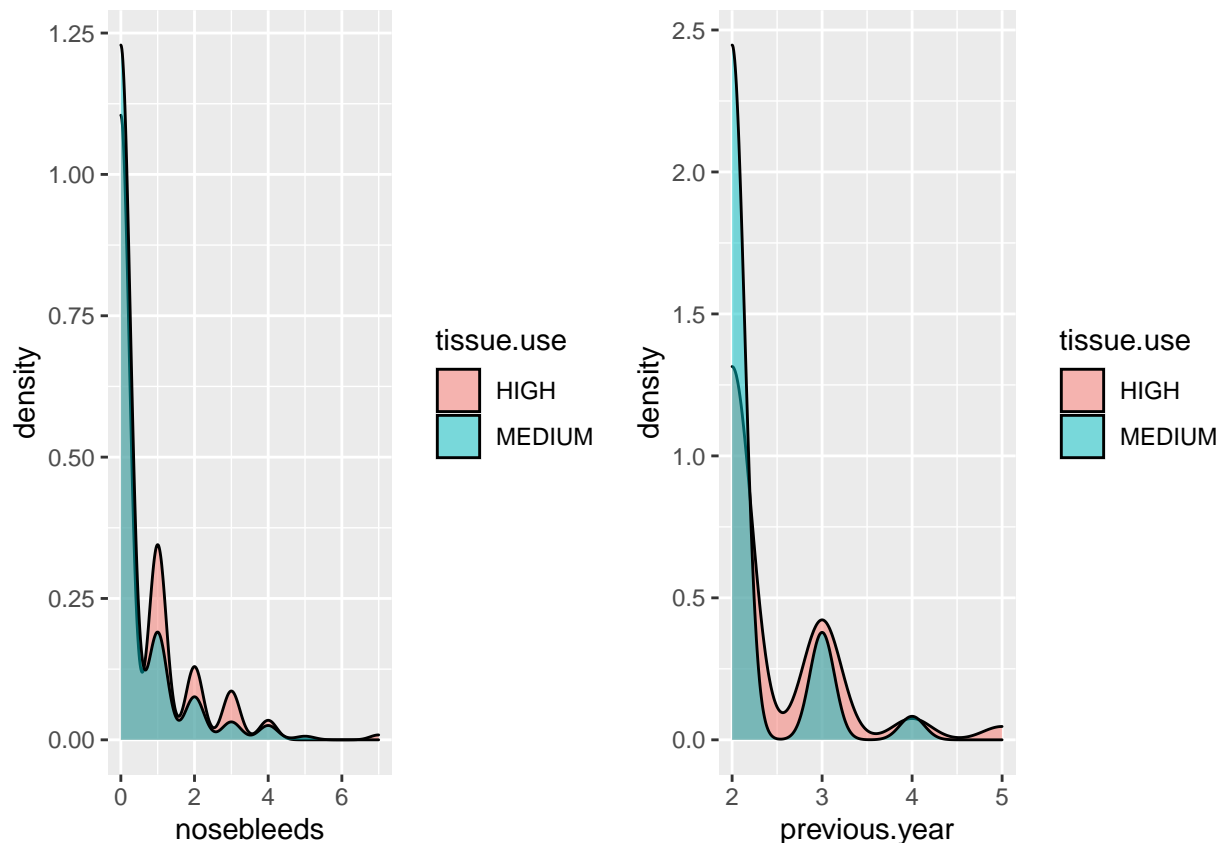 1.25
1.00
0.75
0.50
0.25
0.00
density
0 2 4 6
nosebleeds
tissue.use
HIGH
MEDIUM
2.5
2.0
1.5
1.0
0.5
0.0
density
2 3 4 5
previous.year
tissue.use
HIGH
MEDIUM